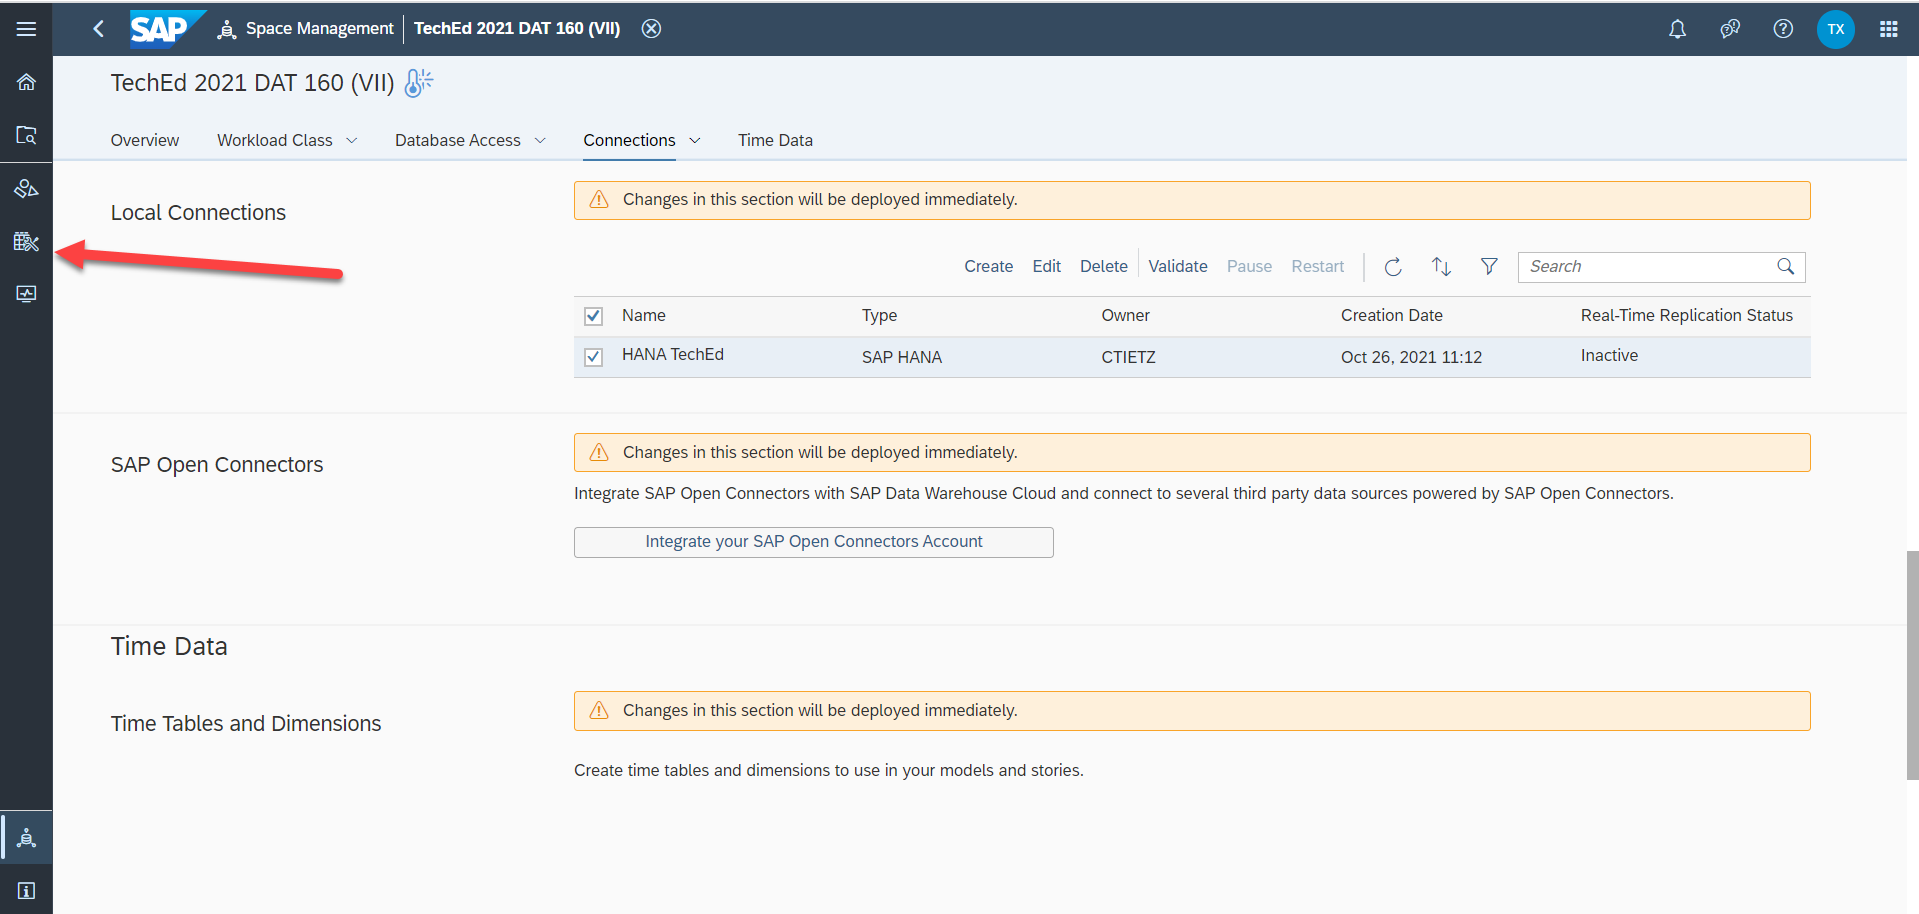 SAP Space Management TechEd 2021 DAT 160 (VII) TX
TechEd 2021 DAT 160 (VII)
Overview Workload Class Database Access Connections Time Data
Local Connections
Changes in this section will be deployed immediately.
Create Edit Delete Validate Pause Restart Search
Name Type Owner Creation Date Real-Time Replication Status
HANA TechEd SAP HANA CTIETZ Oct 26, 2021 11:12 Inactive
SAP Open Connectors
Changes in this section will be deployed immediately.
Integrate SAP Open Connectors with SAP Data Warehouse Cloud and connect to several third party data sources powered by SAP Open Connectors.
Integrate your SAP Open Connectors Account
Time Data
Time Tables and Dimensions
Changes in this section will be deployed immediately.
Create time tables and dimensions to use in your models and stories.